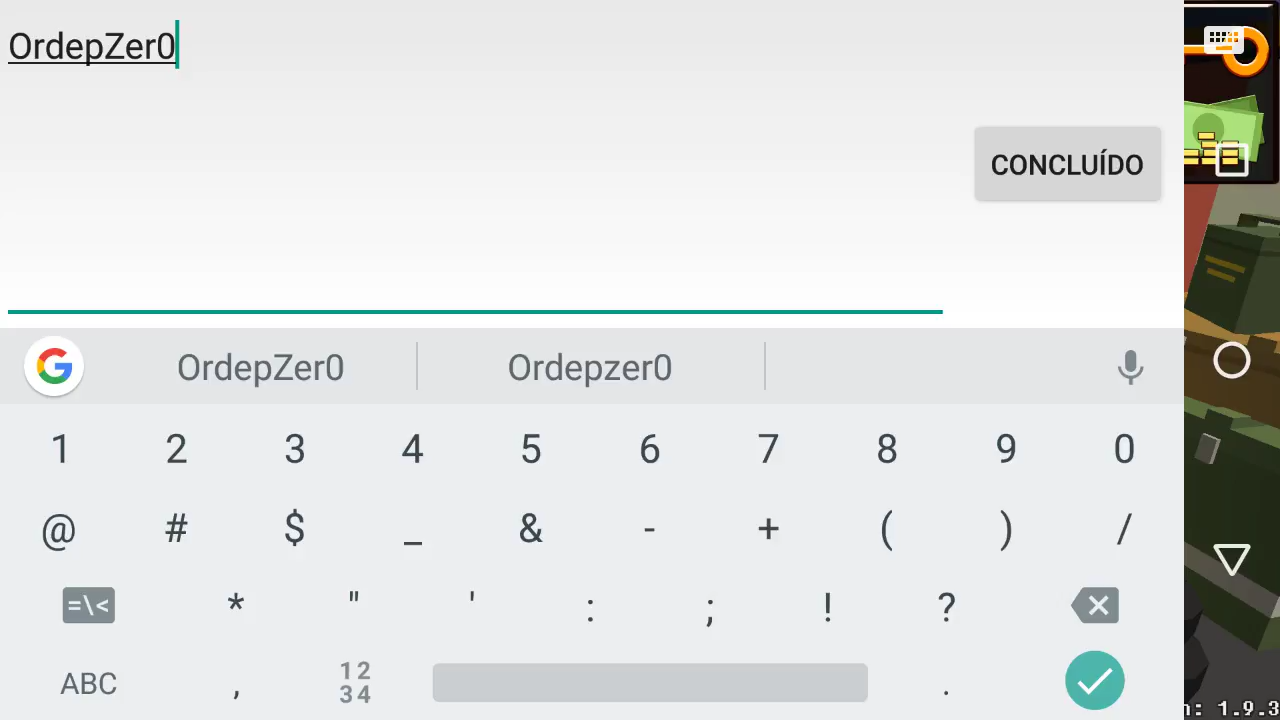 OrdepZer0
CONCLUÍDO
OrdepZer0 Ordepzer0
1 2 3 4 5 6 7 8 9 0
@ # $ _ & - + ( ) /
=\< * " ' : ; ! ?
ABC , 12 34 .
n: 1.9.3